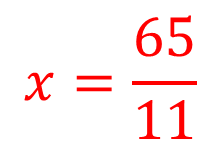 x = 65/11